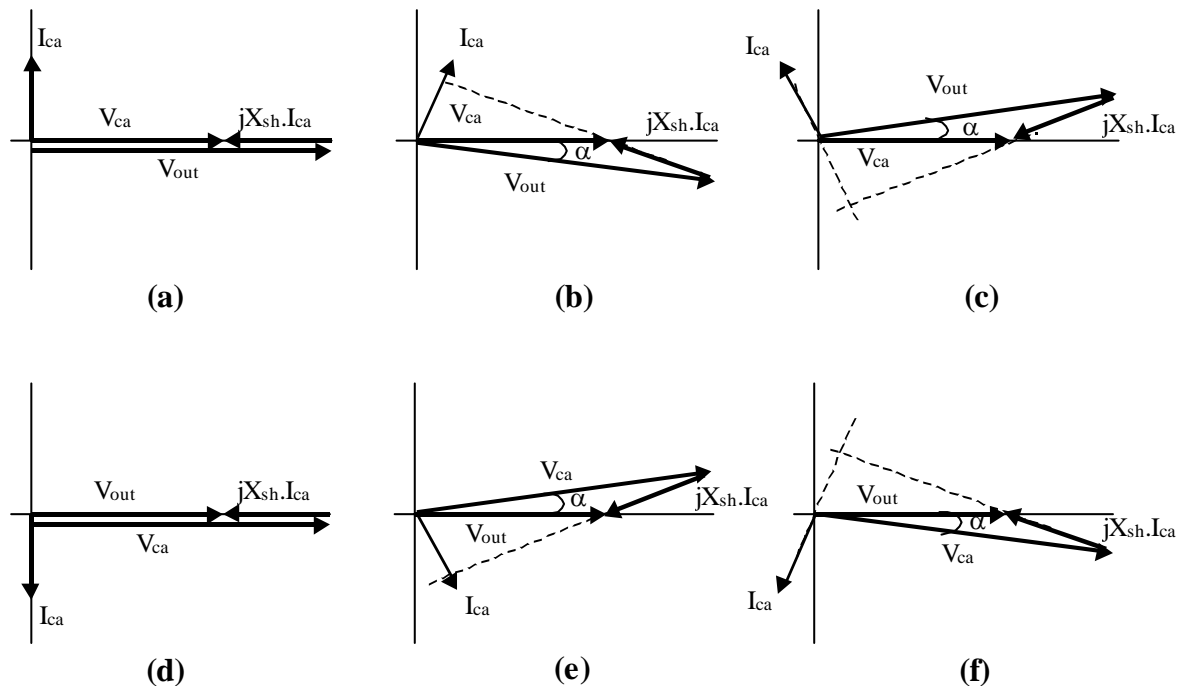 Ica
Vca
jXsh.Ica
Vout
(a)
Ica
Vca
jXsh.Ica
α
Vout
(b)
Ica
Vout
α
jXsh.Ica
Vca
(c)
Vout
jXsh.Ica
Vca
Ica
(d)
Vca
α
jXsh.Ica
Vout
Ica
(e)
Vout
α
jXsh.Ica
Vca
Ica
(f)